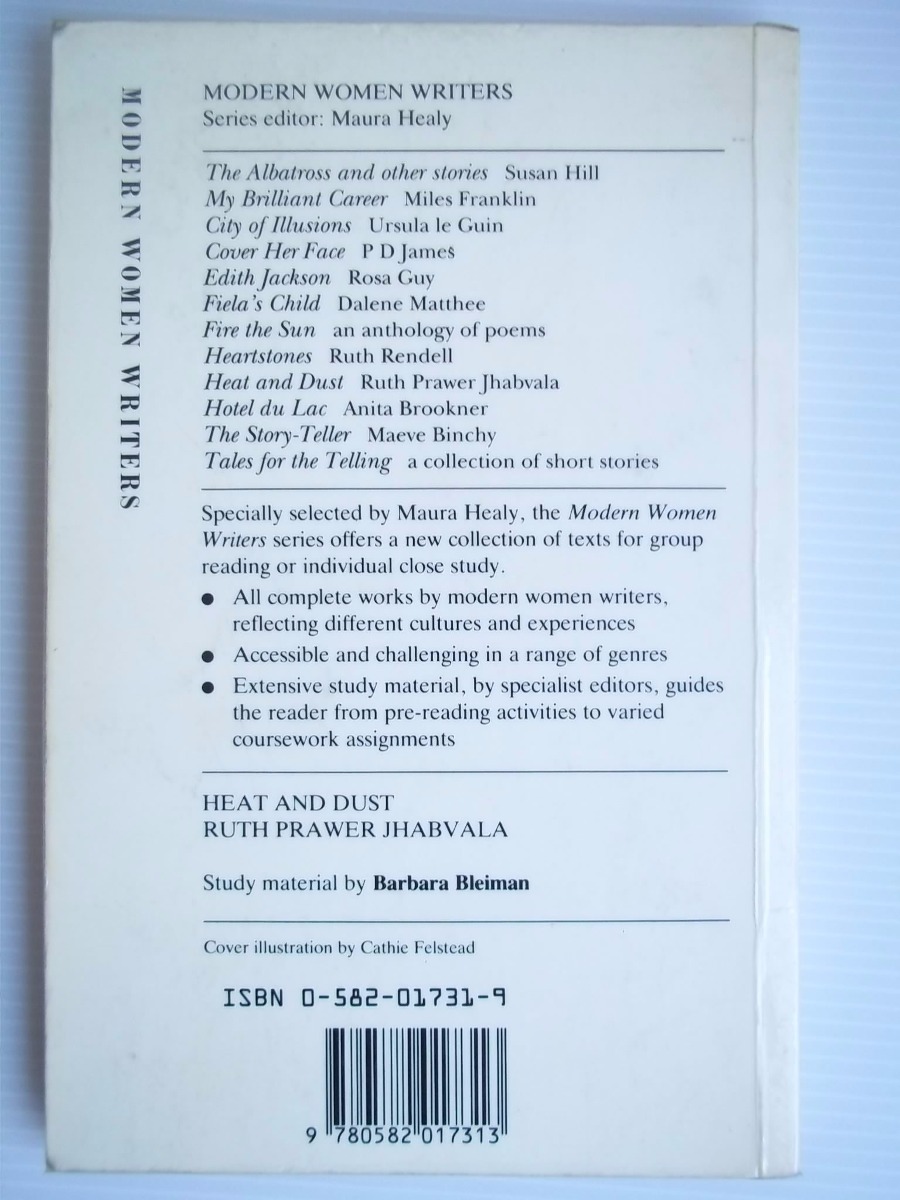 MODERN WOMEN WRITERS
MODERN WOMEN WRITERS
Series editor: Maura Healy
The Albatross and other stories Susan Hill
My Brilliant Career Miles Franklin
City of Illusions Ursula le Guin
Cover Her Face P D James
Edith Jackson Rosa Guy
Fiela's Child Dalene Matthee
Fire the Sun an anthology of poems
Heartstones Ruth Rendell
Heat and Dust Ruth Prawer Jhabvala
Hotel du Lac Anita Brookner
The Story-Teller Maeve Binchy
Tales for the Telling a collection of short stories
Specially selected by Maura Healy, the Modern Women
Writers series offers a new collection of texts for group
reading or individual close study.
● All complete works by modern women writers,
reflecting different cultures and experiences
● Accessible and challenging in a range of genres
● Extensive study material, by specialist editors, guides
the reader from pre-reading activities to varied
coursework assignments
HEAT AND DUST
RUTH PRAWER JHABVALA
Study material by Barbara Bleiman
Cover illustration by Cathie Felstead
ISBN 0-582-01731-9
9 780582 017313